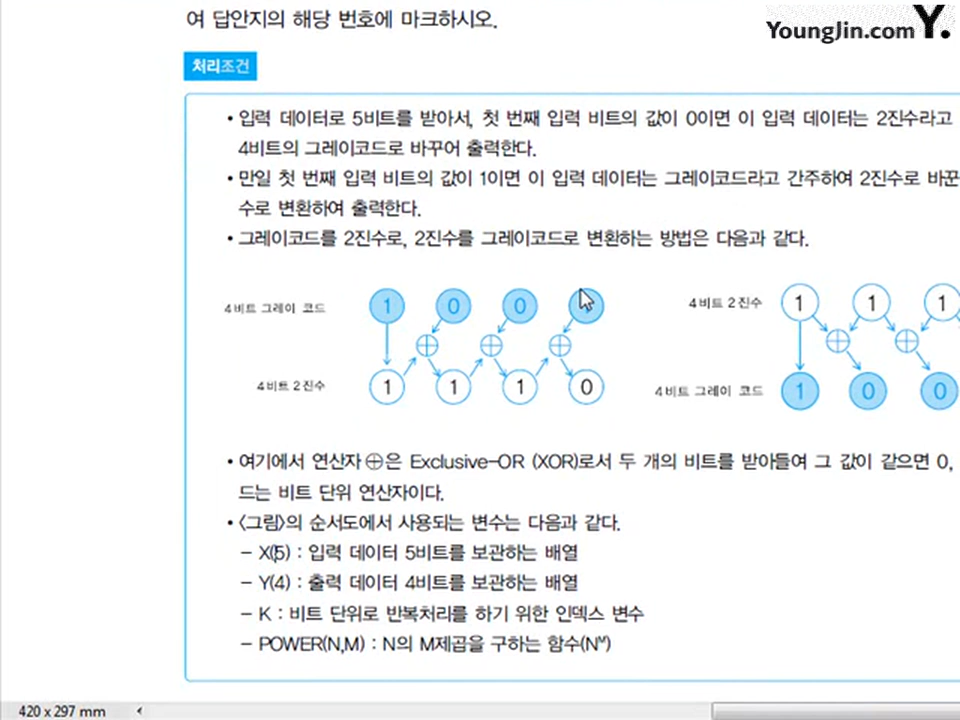 여 답안지의 해당 번호에 마크하시오.
YoungJin.com Y.
처리조건
• 입력 데이터로 5비트를 받아서, 첫 번째 입력 비트의 값이 0이면 이 입력 데이터는 2진수라고
4비트의 그레이코드로 바꾸어 출력한다.
• 만일 첫 번째 입력 비트의 값이 1이면 이 입력 데이터는 그레이코드라고 간주하여 2진수로 바꾼
수로 변환하여 출력한다.
• 그레이코드를 2진수로, 2진수를 그레이코드로 변환하는 방법은 다음과 같다.
4비트 그레이 코드 1 0 0
4비트 2진수 1 1 1 0
4비트 2진수 1 1 1
4비트 그레이 코드 1 0 0
• 여기에서 연산자 ⊕은 Exclusive-OR (XOR)로서 두 개의 비트를 받아들여 그 값이 같으면 0,
드는 비트 단위 연산자이다.
• 〈그림〉의 순서도에서 사용되는 변수는 다음과 같다.
– X(5) : 입력 데이터 5비트를 보관하는 배열
– Y(4) : 출력 데이터 4비트를 보관하는 배열
– K : 비트 단위로 반복처리를 하기 위한 인덱스 변수
– POWER(N,M) : N의 M제곱을 구하는 함수(Nᴹ)
420 x 297 mm